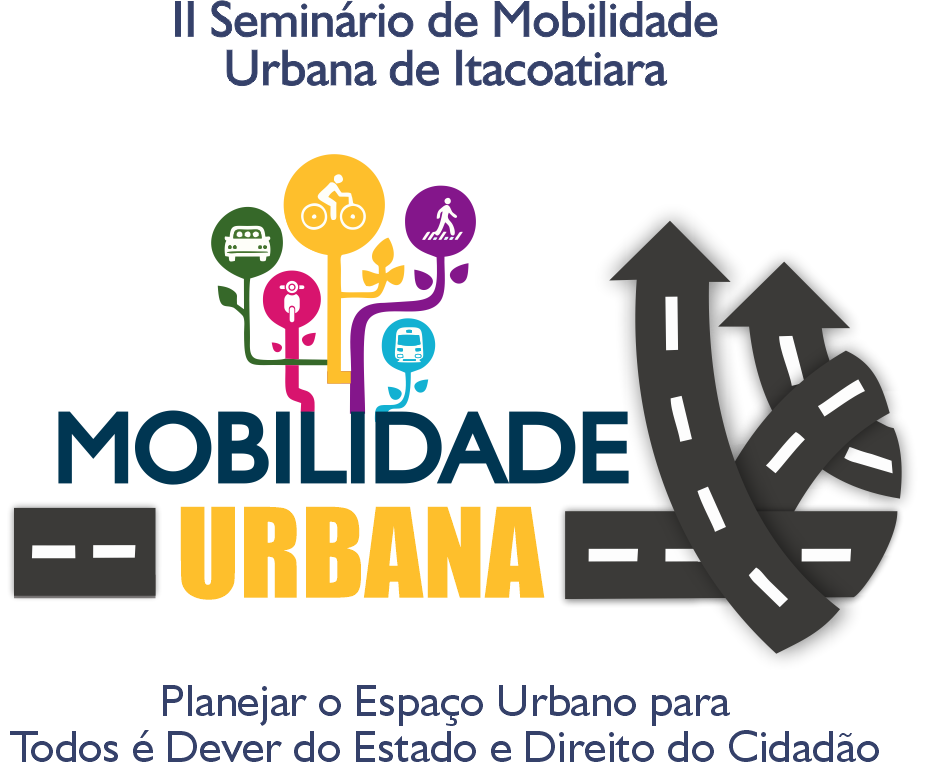 II Seminário de Mobilidade
Urbana de Itacoatiara
MOBILIDADE
URBANA
Planejar o Espaço Urbano para
Todos é Dever do Estado e Direito do Cidadão